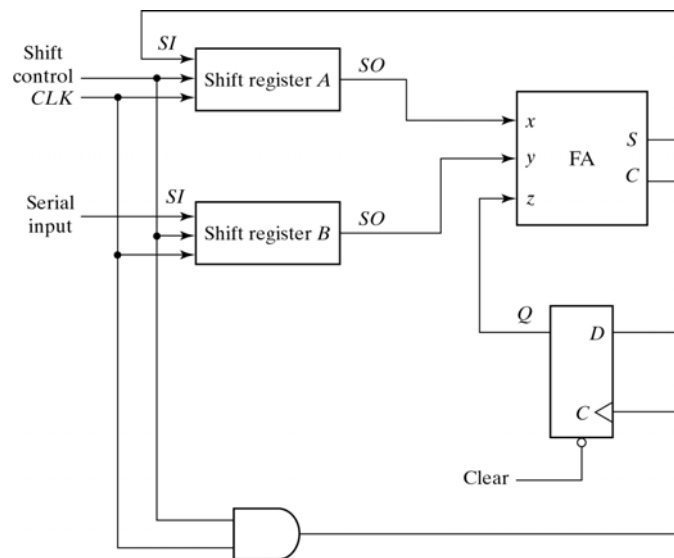 SI
Shift
control
CLK
Shift register A
SO
x
y
z
FA
S
C
Serial
input
SI
Shift register B
SO
Q
D
C
Clear